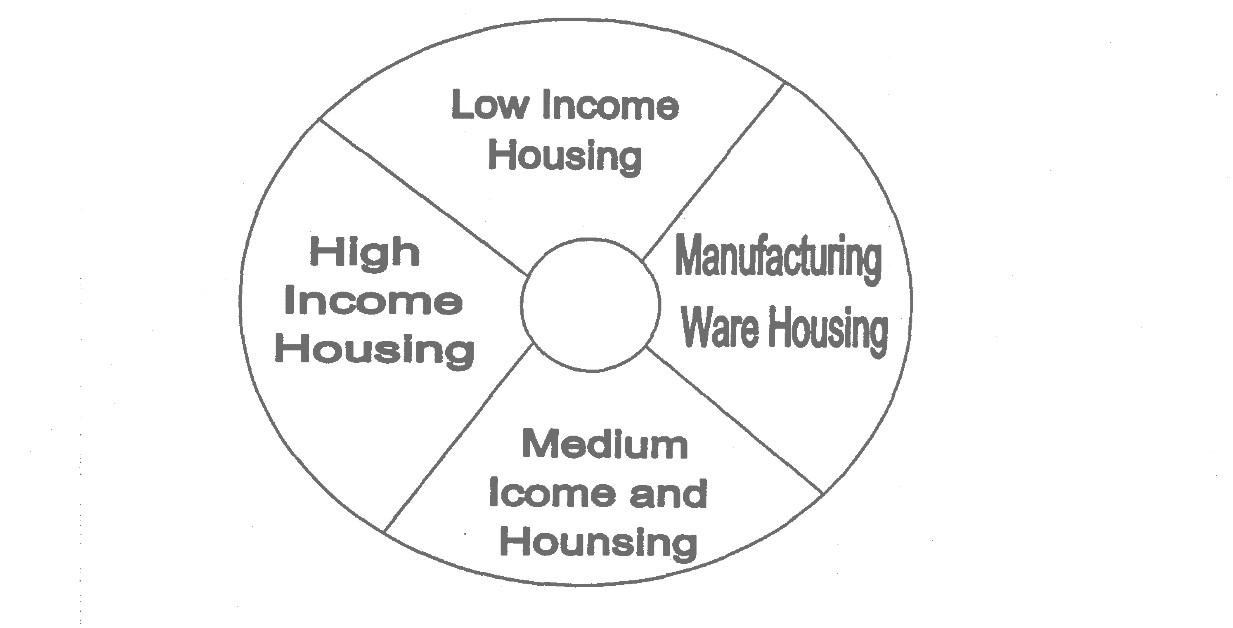 Low Income
Housing
High
Income
Housing
Manufacturing
Ware Housing
Medium
Icome and
Hounsing